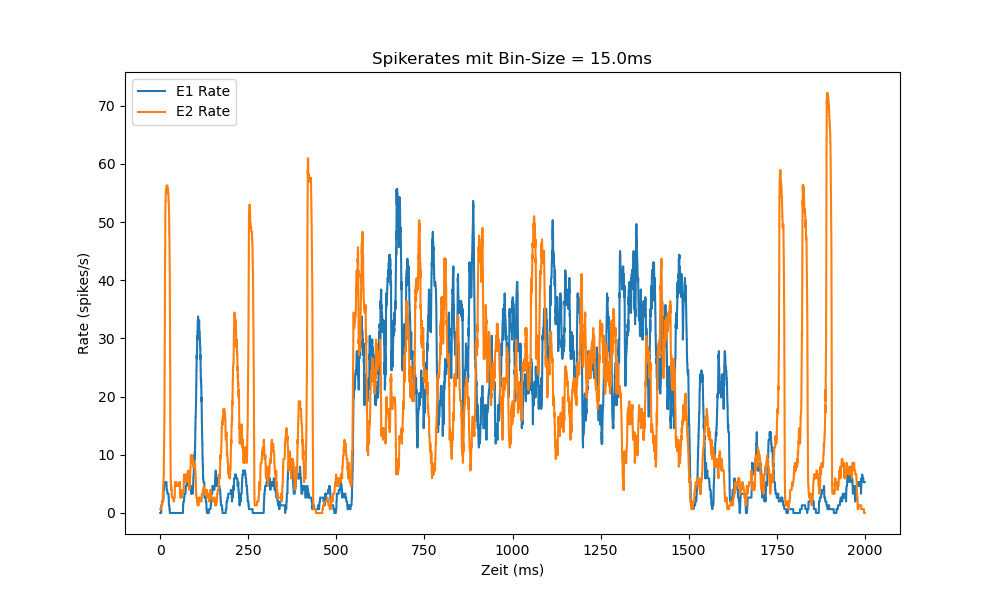 Spikerates mit Bin-Size = 15.0ms
E1 Rate
E2 Rate
Rate (spikes/s)
70
60
50
40
30
20
10
0
0 250 500 750 1000 1250 1500 1750 2000
Zeit (ms)